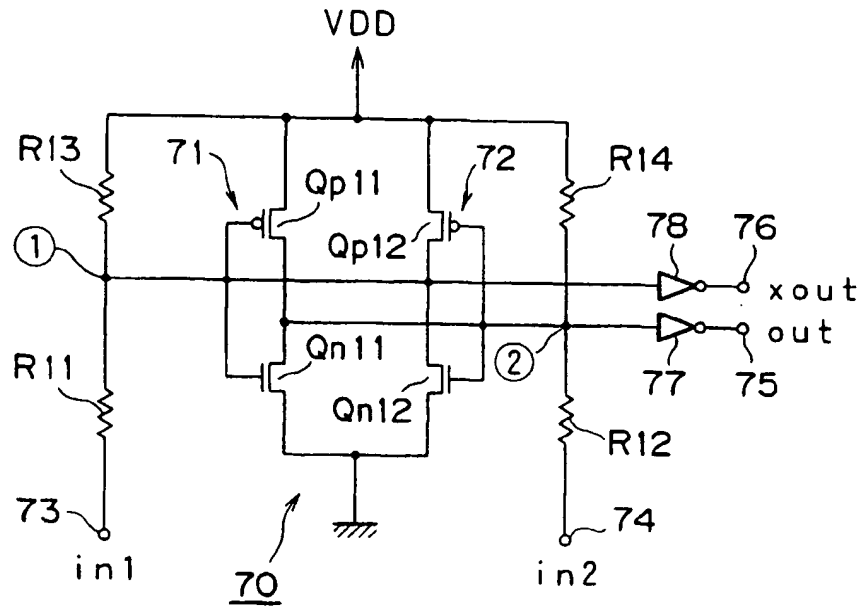 VDD
R13
71
72
R14
Qp11
Qp12
78
76
①
xout
out
R11
Qn11
②
77
75
Qn12
R12
73
74
in1
70
in2